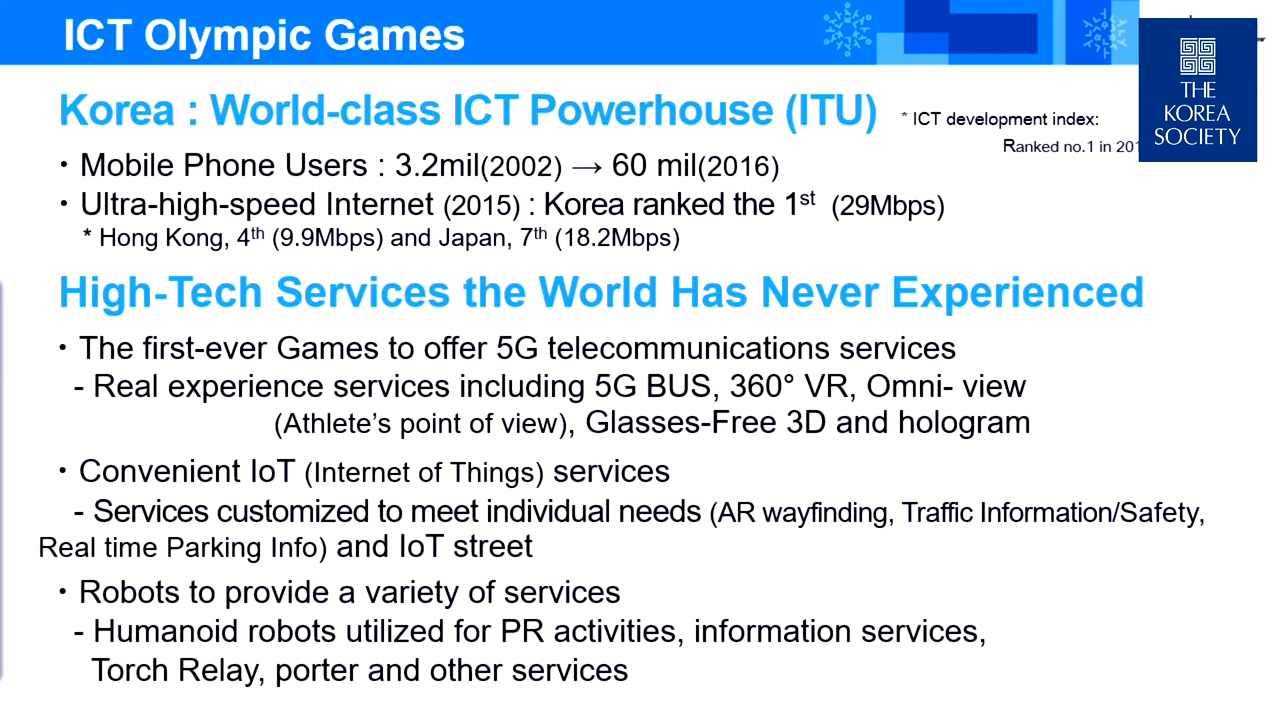 ICT Olympic Games
THE
KOREA
SOCIETY
Korea : World-class ICT Powerhouse (ITU) * ICT development index:
Ranked no.1 in
・Mobile Phone Users : 3.2mil(2002) → 60 mil(2016)
・Ultra-high-speed Internet (2015) : Korea ranked the 1st (29Mbps)
* Hong Kong, 4th (9.9Mbps) and Japan, 7th (18.2Mbps)
High-Tech Services the World Has Never Experienced
・The first-ever Games to offer 5G telecommunications services
- Real experience services including 5G BUS, 360° VR, Omni- view
(Athlete's point of view), Glasses-Free 3D and hologram
・Convenient IoT (Internet of Things) services
- Services customized to meet individual needs (AR wayfinding, Traffic Information/Safety,
Real time Parking Info) and IoT street
・Robots to provide a variety of services
- Humanoid robots utilized for PR activities, information services,
Torch Relay, porter and other services